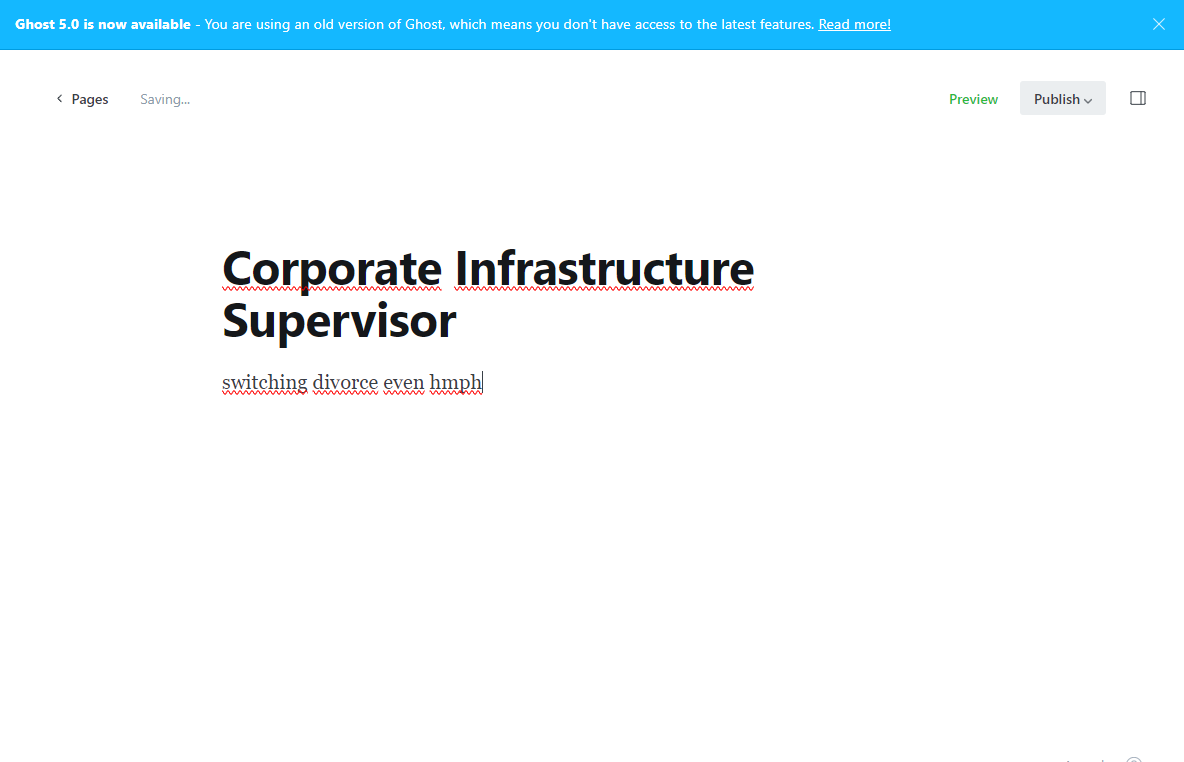 Ghost 5.0 is now available - You are using an old version of Ghost, which means you don't have access to the latest features. Read more!
Pages Saving... Preview Publish
Corporate Infrastructure
Supervisor
switching divorce even hmph